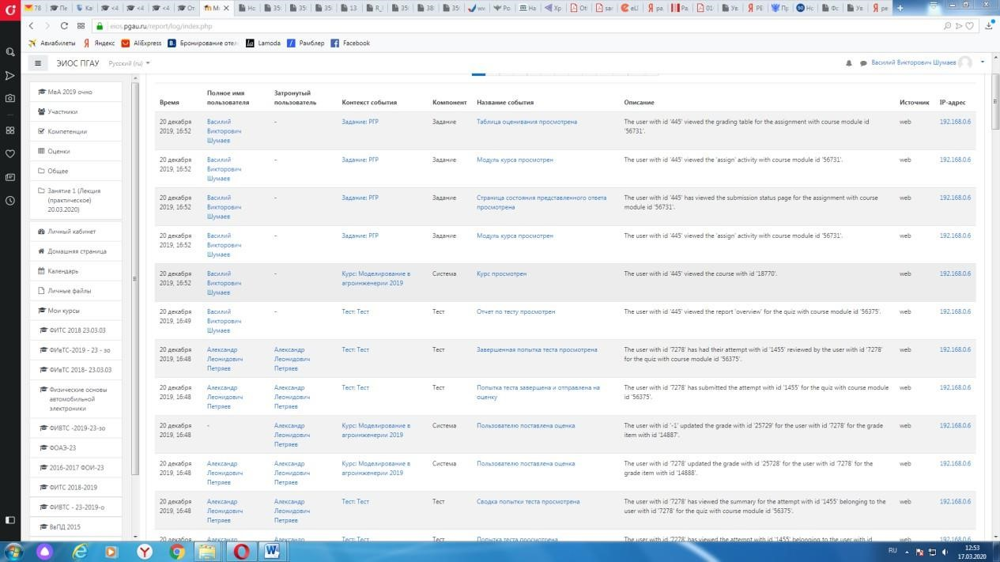 eios.pgau.ru/report/log/index.php
Авиабилеты Яндекс AliExpress Бронирование оте Lamoda Рамблер Facebook
ЭИОС ПГАУ Русский (ru) Василий Викторович Шумаев
МвА 2019 очно
Участники
Компетенции
Оценки
Общее
Занятие 1 (Лекция
(практическое)
20.03.2020)
Личный кабинет
Домашняя страница
Календарь
Личные файлы
Мои курсы
ФИТС 2018 23.03.03
ФИвТС-2019 - 23 - зо
ФИвТС 2018- 23.03.03
Физические основы
автомобильной
электроники
ФИВТС -2019-23-зо
ФОАЭ-23
2016-2017 ФОИ-23
ФИТС 2018-2019
ФИВТС - 23-2019-о
ВвПД 2015
Время Полное имя пользователя Затронутый пользователь Контекст события Компонент Название события Описание Источник IP-адрес
20 декабря 2019, 16:52 Василий Викторович Шумаев - Задание: РГР Задание Таблица оценивания просмотрена The user with id '445' viewed the grading table for the assignment with course module id '56731'. web 192.168.0.6
20 декабря 2019, 16:52 Василий Викторович Шумаев - Задание: РГР Задание Модуль курса просмотрен The user with id '445' viewed the 'assign' activity with course module id '56731'. web 192.168.0.6
20 декабря 2019, 16:52 Василий Викторович Шумаев - Задание: РГР Задание Страница состояния представленного ответа просмотрена The user with id '445' has viewed the submission status page for the assignment with course module id '56731'. web 192.168.0.6
20 декабря 2019, 16:52 Василий Викторович Шумаев - Задание: РГР Задание Модуль курса просмотрен The user with id '445' viewed the 'assign' activity with course module id '56731'. web 192.168.0.6
20 декабря 2019, 16:52 Василий Викторович Шумаев - Курс: Моделирование в агроинженерии 2019 Система Курс просмотрен The user with id '445' viewed the course with id '18770'. web 192.168.0.6
20 декабря 2019, 16:49 Василий Викторович Шумаев - Тест: Тест Тест Отчет по тесту просмотрен The user with id '445' viewed the report 'overview' for the quiz with course module id '56375'. web 192.168.0.6
20 декабря 2019, 16:48 Александр Леонидович Петряев Александр Леонидович Петряев Тест: Тест Тест Завершенная попытка теста просмотрена The user with id '7278' has had their attempt with id '1455' reviewed by the user with id '7278' for the quiz with course module id '56375'. web 192.168.0.6
20 декабря 2019, 16:48 Александр Леонидович Петряев Александр Леонидович Петряев Тест: Тест Тест Попытка теста завершена и отправлена на оценку The user with id '7278' has submitted the attempt with id '1455' for the quiz with course module id '56375'. web 192.168.0.6
20 декабря 2019, 16:48 - Александр Леонидович Петряев Курс: Моделирование в агроинженерии 2019 Система Пользователю поставлена оценка The user with id '-1' updated the grade with id '25729' for the user with id '7278' for the grade item with id '14887'. web 192.168.0.6
20 декабря 2019, 16:48 Александр Леонидович Петряев Александр Леонидович Петряев Курс: Моделирование в агроинженерии 2019 Система Пользователю поставлена оценка The user with id '7278' updated the grade with id '25728' for the user with id '7278' for the grade item with id '14888'. web 192.168.0.6
20 декабря 2019, 16:48 Александр Леонидович Петряев Александр Леонидович Петряев Тест: Тест Тест Сводка попытки теста просмотрена The user with id '7278' has viewed the summary for the attempt with id '1455' belonging to the user with id '7278' for the quiz with course module id '56375'. web 192.168.0.6
20 декабря Александр Александр Тест: Тест Тест Попытка теста просмотрена The user with id '7278' has viewed the attempt with id '1455' belonging to the user with id web 192.168.0.6
RU 12:53
17.03.2020